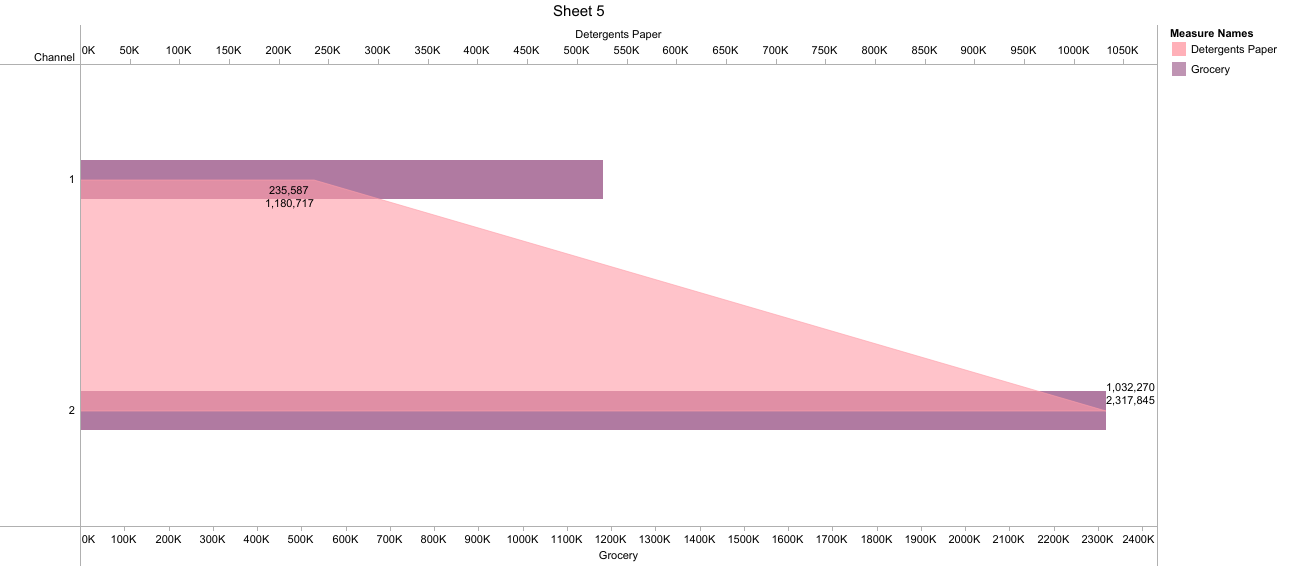 Sheet 5
Detergents Paper
Channel
0K 50K 100K 150K 200K 250K 300K 350K 400K 450K 500K 550K 600K 650K 700K 750K 800K 850K 900K 950K 1000K 1050K
Measure Names
Detergents Paper
Grocery
1
235,587
1,180,717
1,032,270
2,317,845
2
0K 100K 200K 300K 400K 500K 600K 700K 800K 900K 1000K 1100K 1200K 1300K 1400K 1500K 1600K 1700K 1800K 1900K 2000K 2100K 2200K 2300K 2400K
Grocery